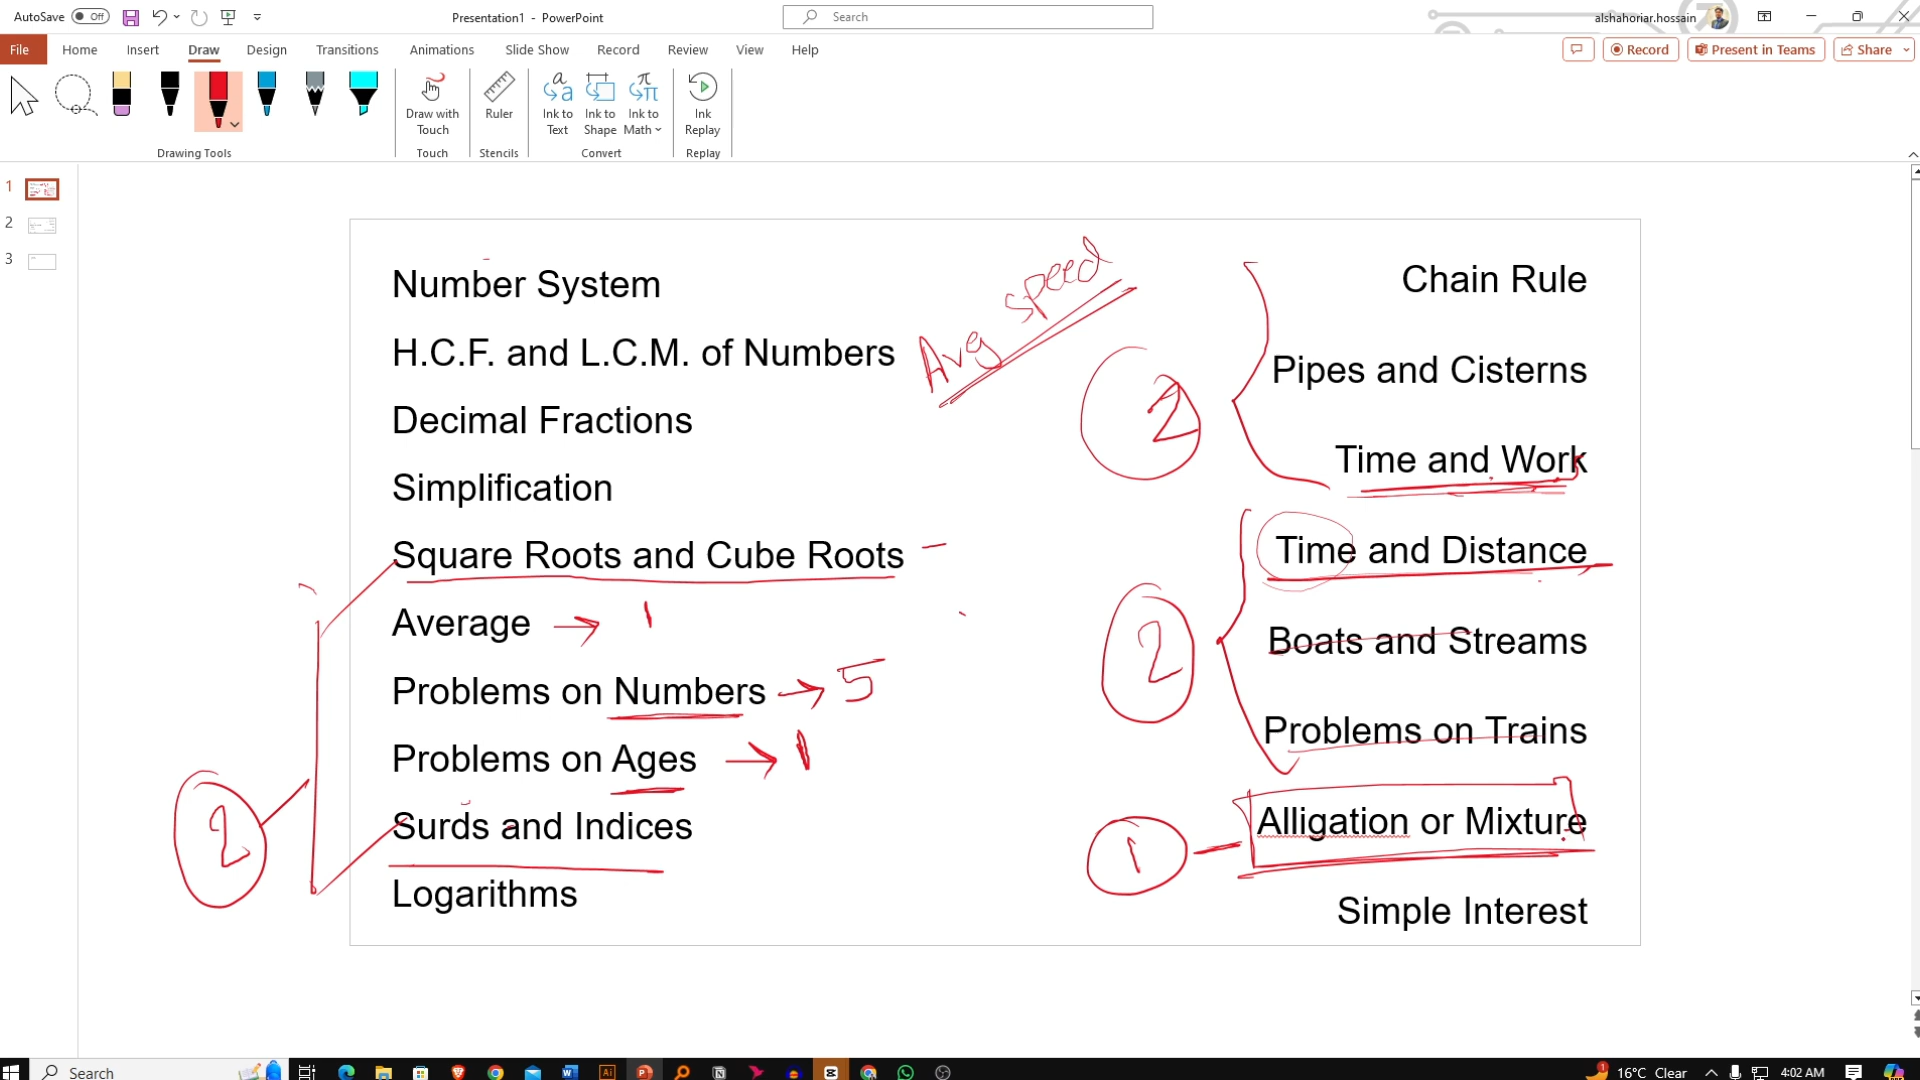 AutoSave Off
Presentation1 - PowerPoint
Search
alshahoriar.hossain
File Home Insert Draw Design Transitions Animations Slide Show Record Review View Help
Record Present in Teams Share
Draw with Touch
Ruler
Ink to Text
Ink to Shape
Ink to Math
Ink Replay
Drawing Tools Touch Stencils Convert Replay
1
2
3
Number System
H.C.F. and L.C.M. of Numbers
Decimal Fractions
Simplification
Square Roots and Cube Roots
Average → 1
Problems on Numbers → 5
Problems on Ages → 1
Surds and Indices
Logarithms
2
Avg speed
Chain Rule
Pipes and Cisterns
2
Time and Work
Time and Distance
Boats and Streams
2
Problems on Trains
Alligation or Mixture
1
Simple Interest
Search
16°C Clear
4:02 AM